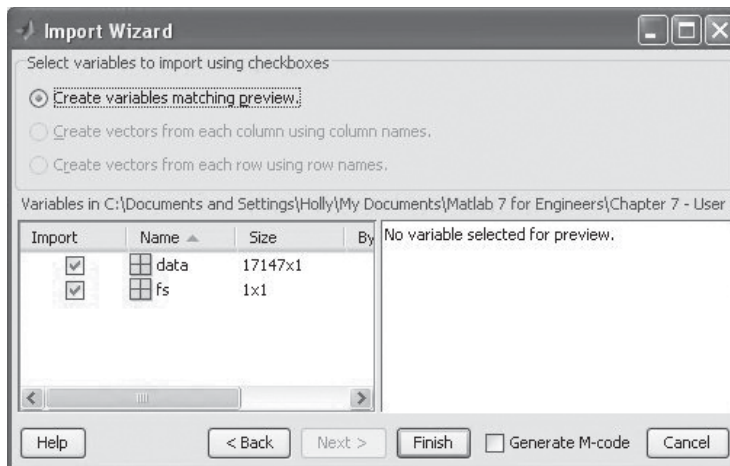 Import Wizard
Select variables to import using checkboxes
Create variables matching preview.
Create vectors from each column using column names.
Create vectors from each row using row names.
Variables in C:\Documents and Settings\Holly\My Documents\Matlab 7 for Engineers\Chapter 7 - User
Import Name Size By
data 17147x1
fs 1x1
No variable selected for preview.
Help < Back Next > Finish Generate M-code Cancel